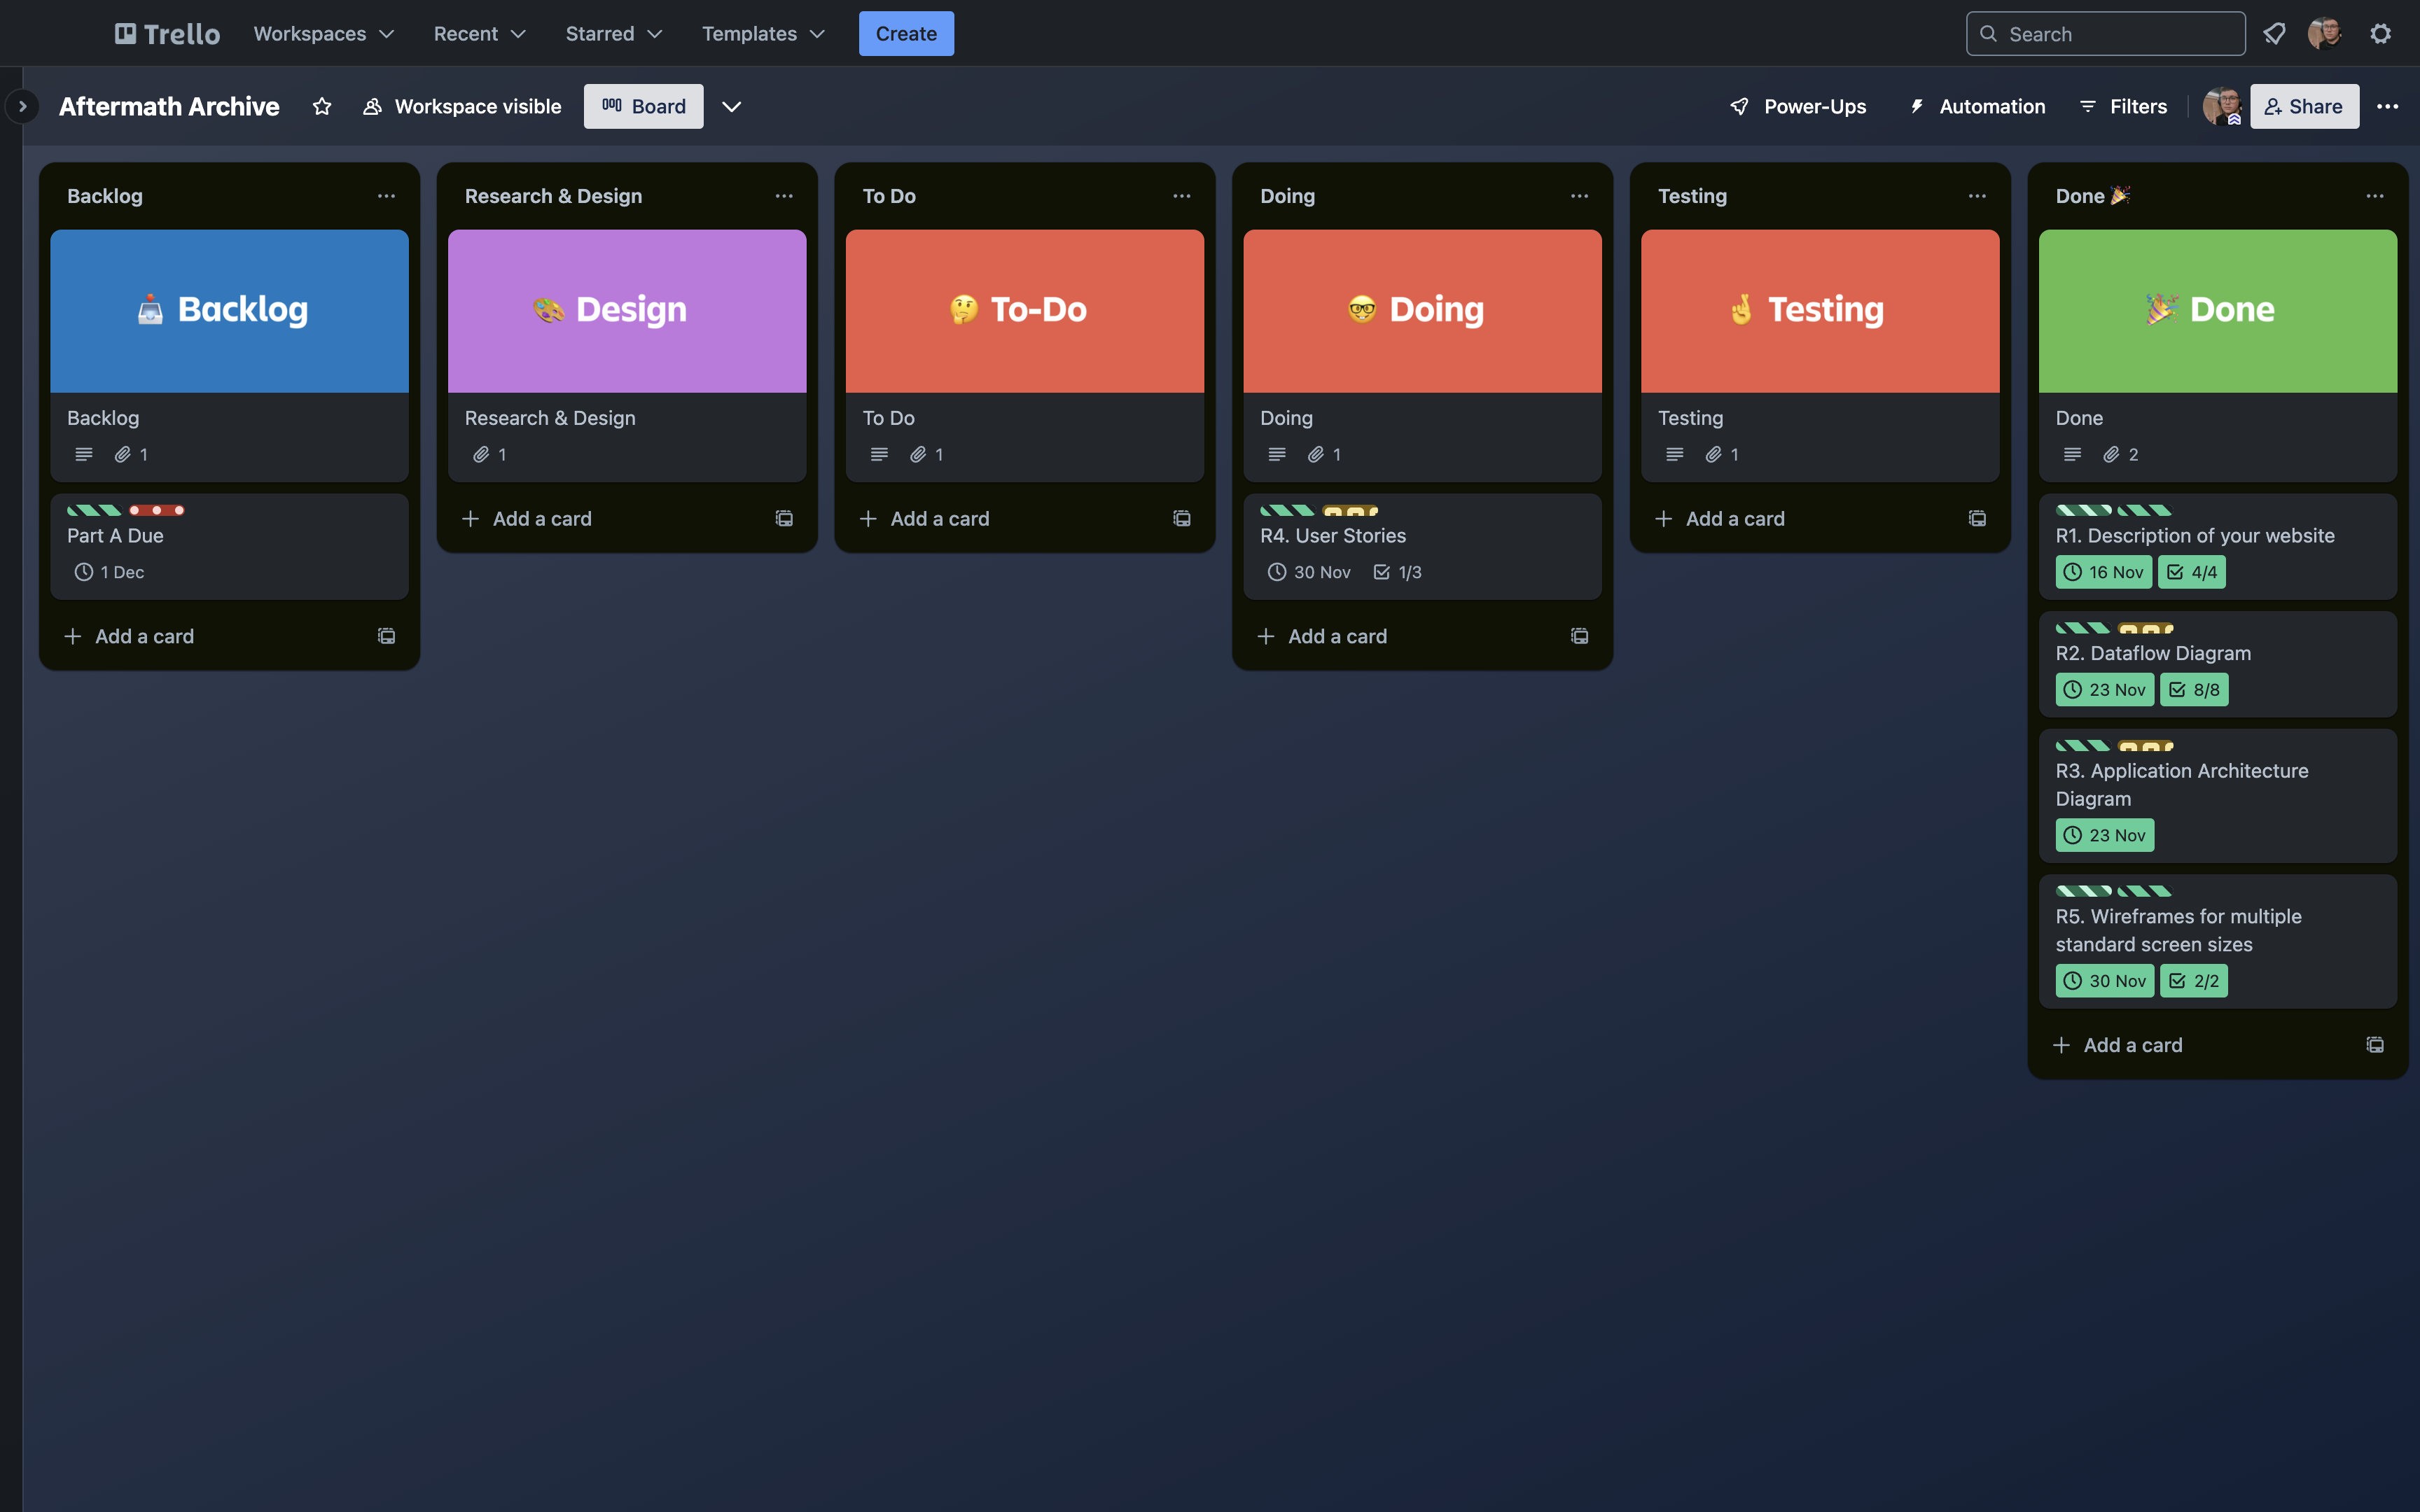 Trello
Workspaces
Recent
Starred
Templates
Create
Search
Aftermath Archive
Workspace visible
Board
Power-Ups
Automation
Filters
Share
Backlog
Backlog
Backlog
1
Part A Due
1 Dec
Add a card
Research & Design
Design
Research & Design
1
Add a card
To Do
To-Do
To Do
1
Add a card
Doing
Doing
Doing
1
R4. User Stories
30 Nov 1/3
Add a card
Testing
Testing
Testing
1
Add a card
Done
Done
Done
2
R1. Description of your website
16 Nov 4/4
R2. Dataflow Diagram
23 Nov 8/8
R3. Application Architecture
Diagram
23 Nov
R5. Wireframes for multiple
standard screen sizes
30 Nov 2/2
Add a card